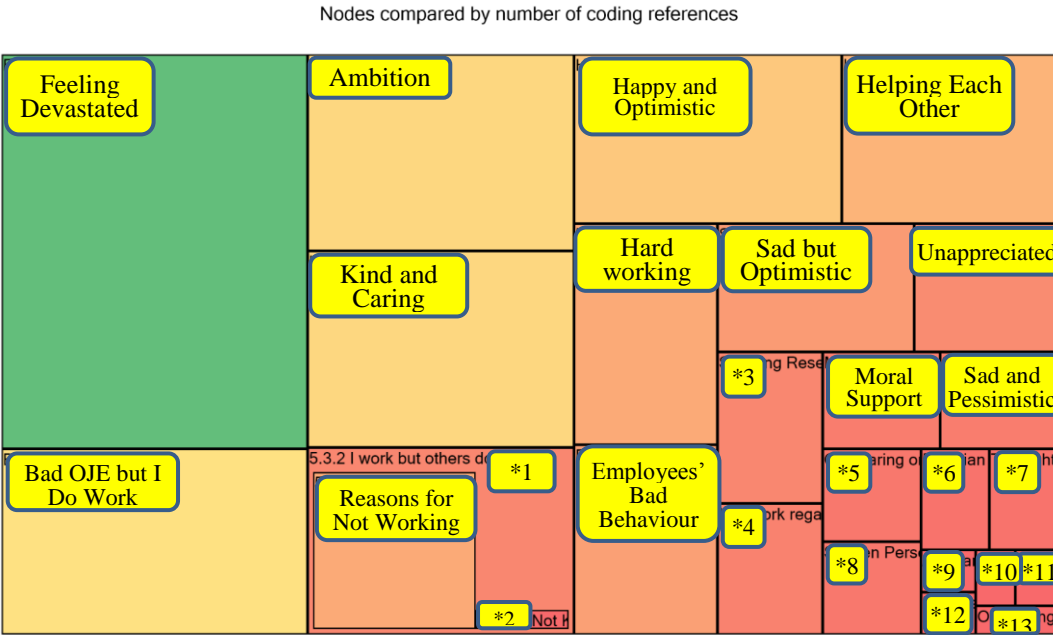 Nodes compared by number of coding references
Feeling
Devastated
Ambition
Happy and
Optimistic
Helping Each
Other
Kind and
Caring
Hard
working
Sad but
Optimistic
Unappreciated
*3
Moral
Support
Sad and
Pessimistic
Bad OJE but I
Do Work
5.3.2 I work but others
*1
Reasons for
Not Working
*2
Not
Employees'
Bad
Behaviour
*4
*5
*6
*7
*8
*9
*10
*11
*12
*13